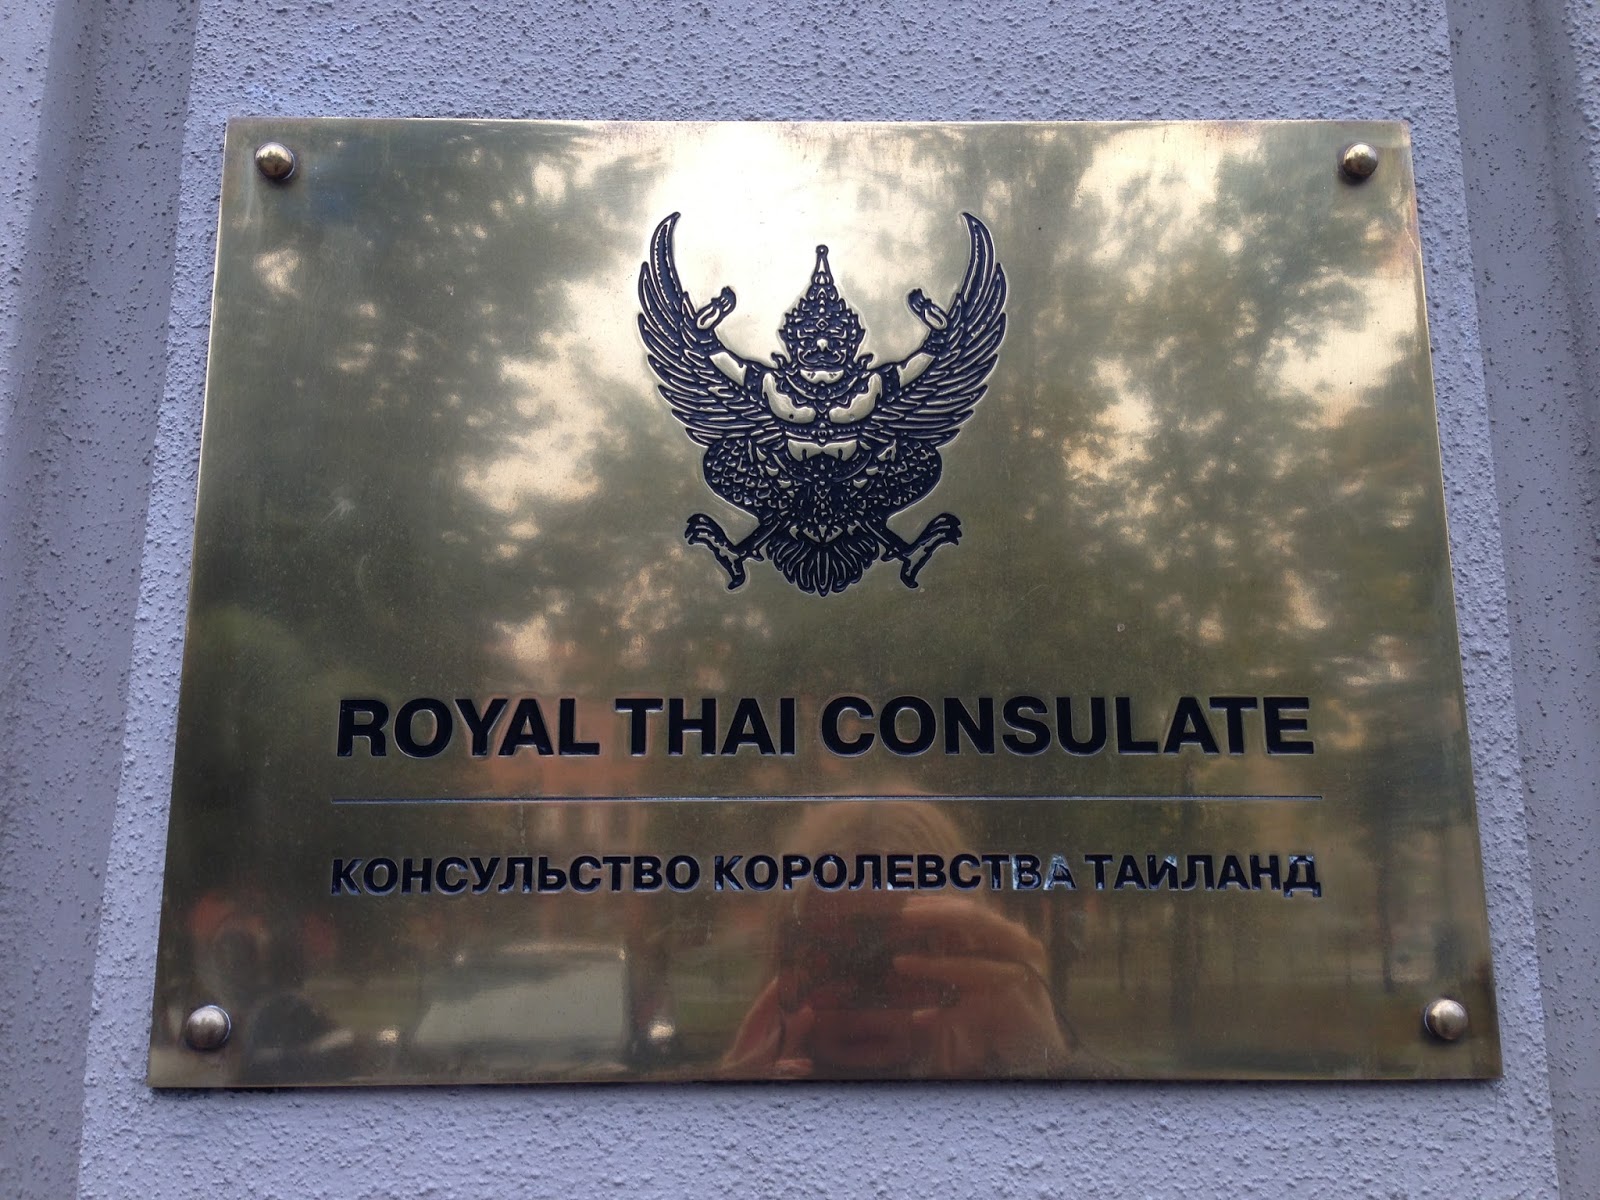 ROYAL THAI CONSULATE
КОНСУЛЬСТВО КОРОЛЕВСТВА ТАИЛАНД